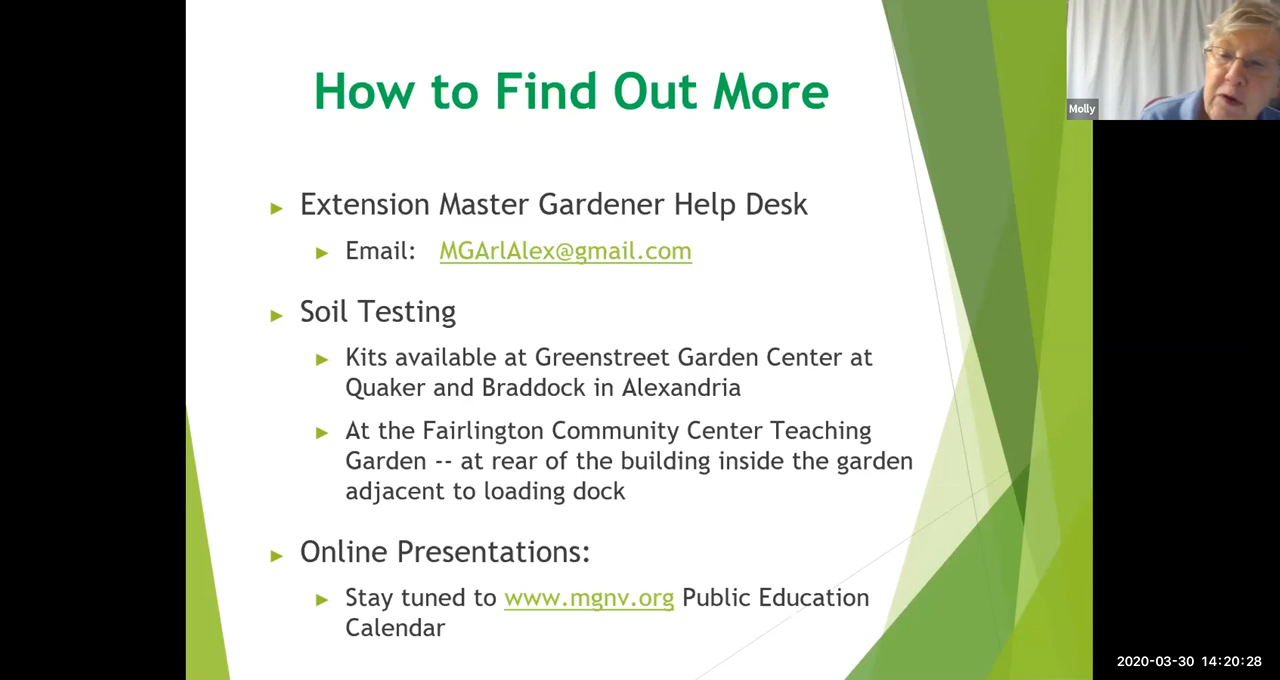 How to Find Out More
Molly
► Extension Master Gardener Help Desk
► Email: MGArlAlex@gmail.com
► Soil Testing
► Kits available at Greenstreet Garden Center at
Quaker and Braddock in Alexandria
► At the Fairlington Community Center Teaching
Garden -- at rear of the building inside the garden
adjacent to loading dock
► Online Presentations:
► Stay tuned to www.mgnv.org Public Education
Calendar
2020-03-30 14:20:28